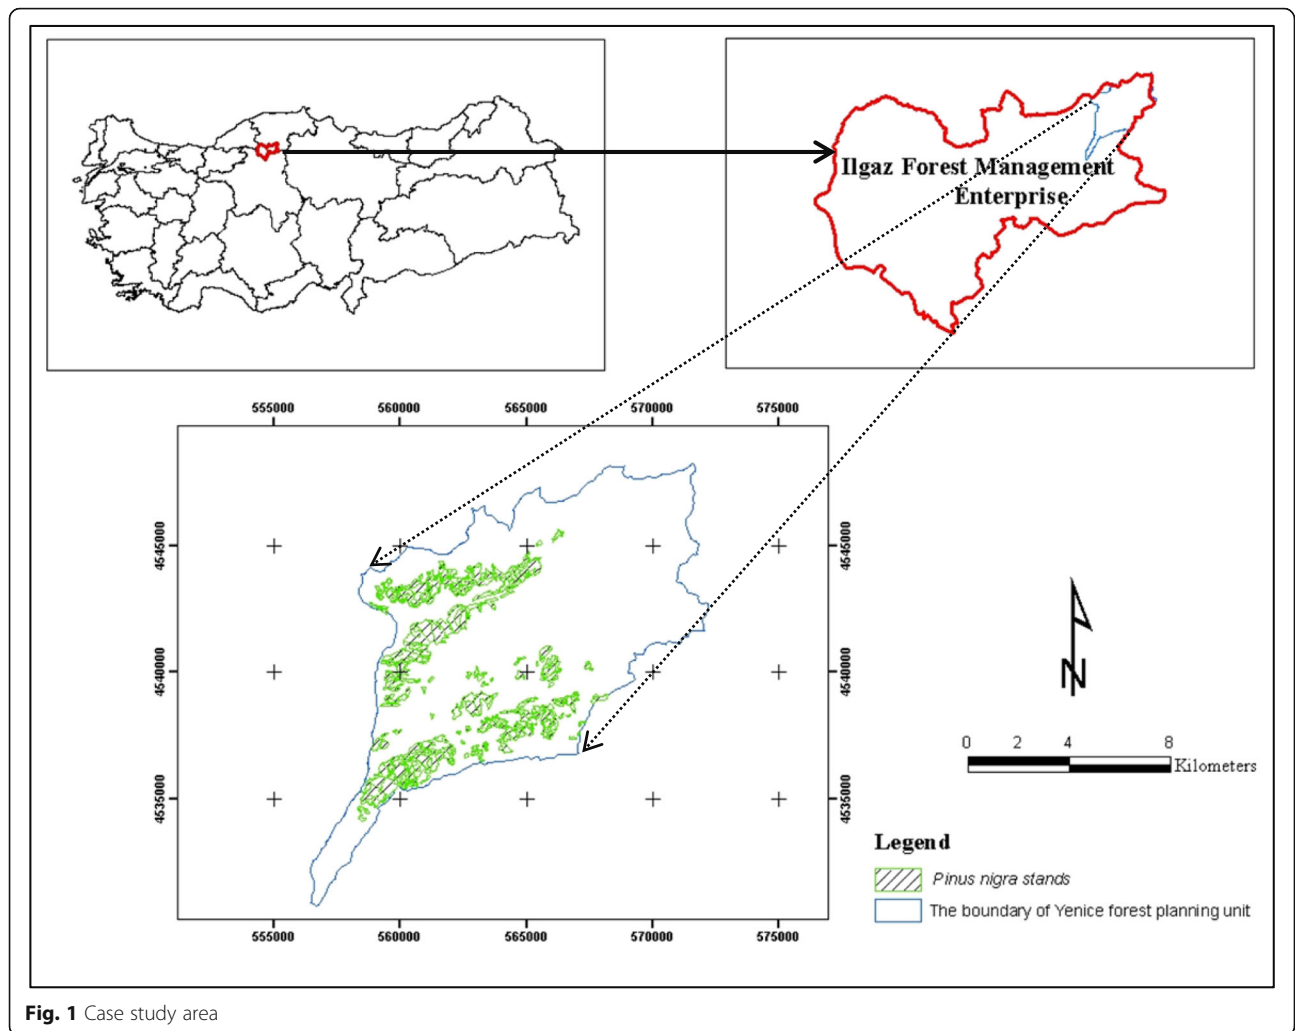 Ilgaz Forest Management
Enterprise
555000 560000 565000 570000 575000
4545000 4545000
4540000 4540000
4535000 4535000
555000 560000 565000 570000 575000
N
0 2 4 8
Kilometers
Legend
Pinus nigra stands
The boundary of Yenice forest planning unit
Fig. 1 Case study area